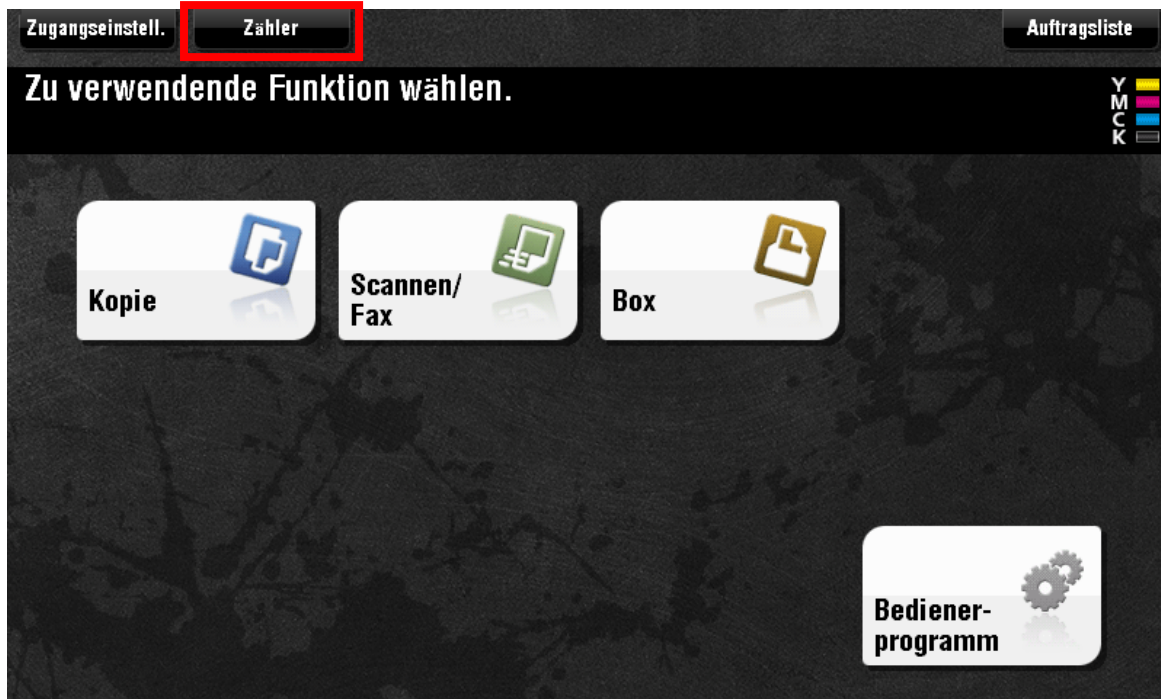 Zugangseinstell. Zähler Auftragsliste
Zu verwendende Funktion wählen.
Y
M
C
K
Kopie
Scannen/
Fax
Box
Bediener-
programm